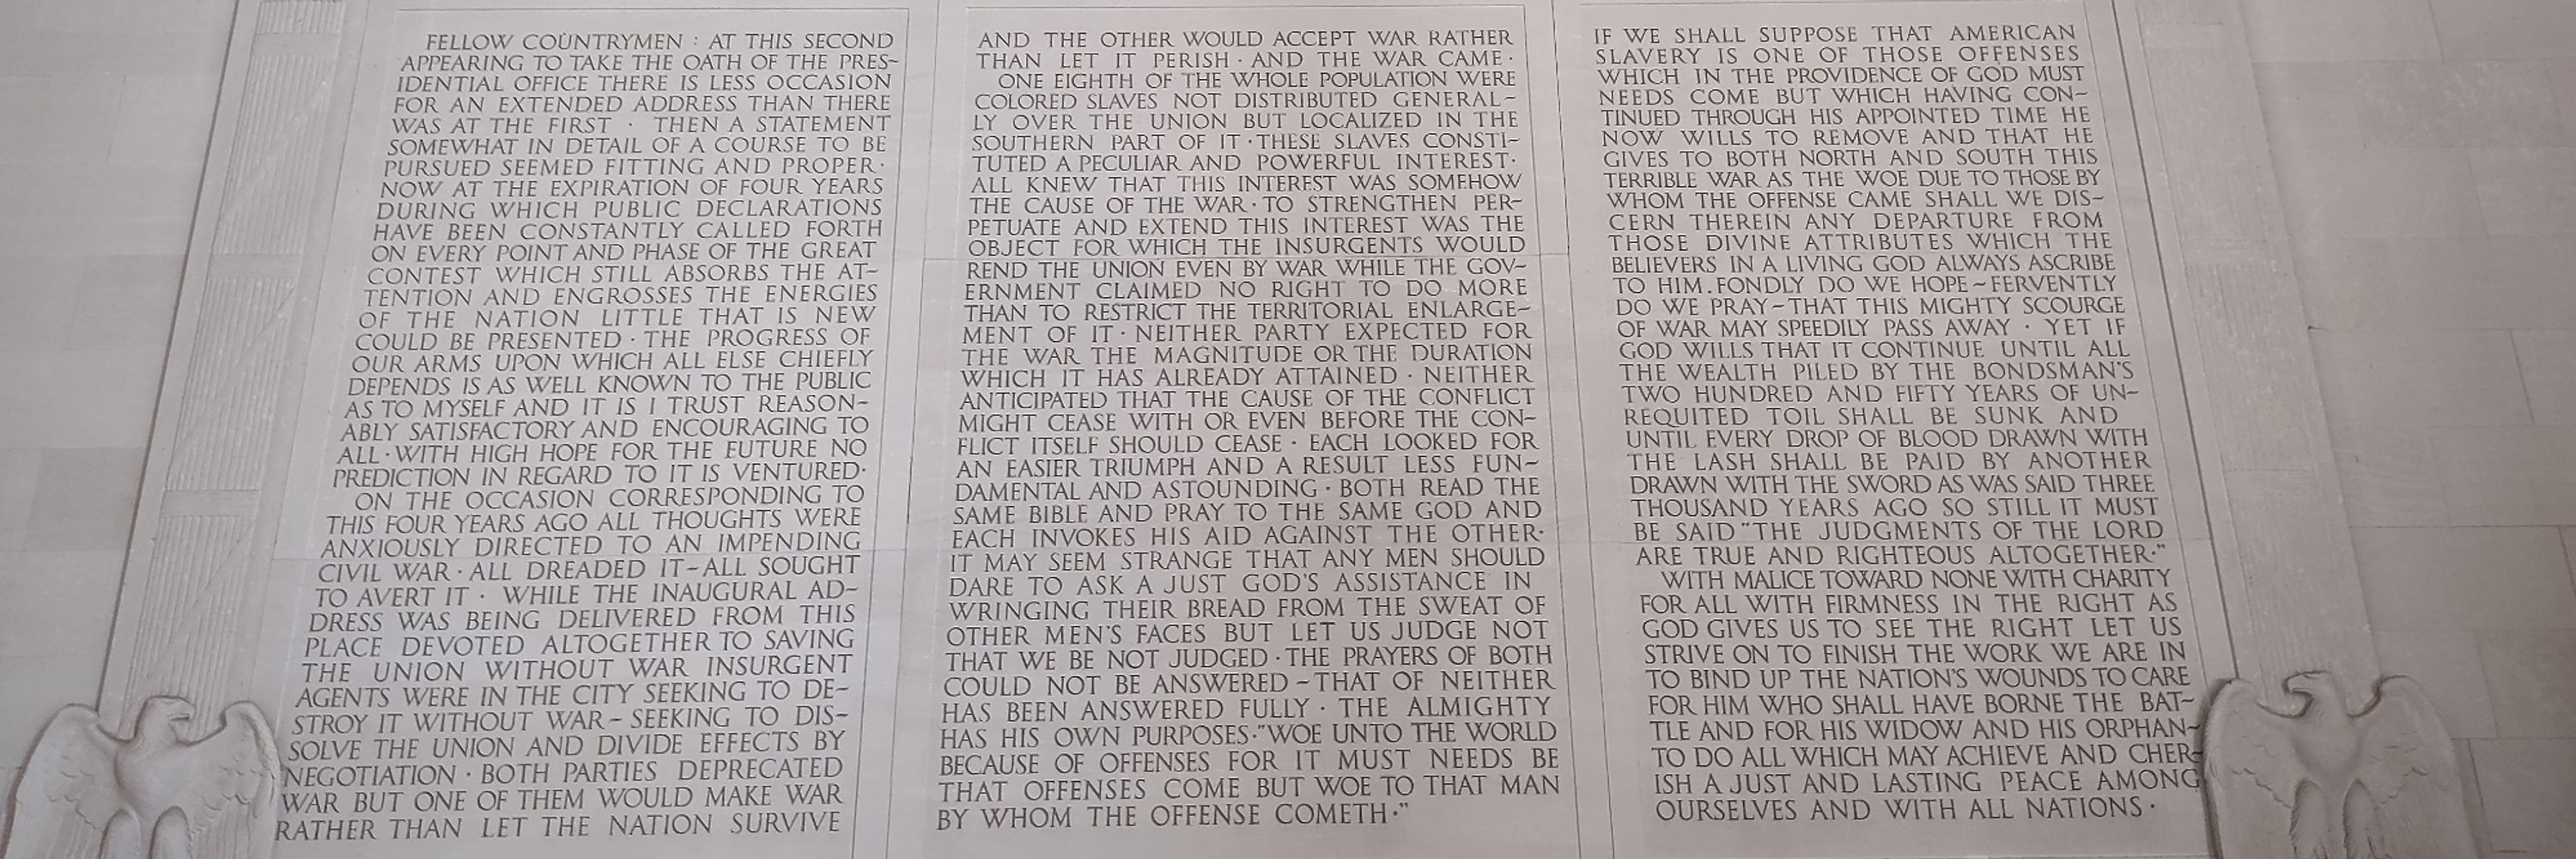 FELLOW COUNTRYMEN : AT THIS SECOND
APPEARING TO TAKE THE OATH OF THE PRES-
IDENTIAL OFFICE THERE IS LESS OCCASION
FOR AN EXTENDED ADDRESS THAN THERE
WAS AT THE FIRST · THEN A STATEMENT
SOMEWHAT IN DETAIL OF A COURSE TO BE
PURSUED SEEMED FITTING AND PROPER·
NOW AT THE EXPIRATION OF FOUR YEARS
DURING WHICH PUBLIC DECLARATIONS
HAVE BEEN CONSTANTLY CALLED FORTH
ON EVERY POINT AND PHASE OF THE GREAT
CONTEST WHICH STILL ABSORBS THE AT-
TENTION AND ENGROSSES THE ENERGIES
OF THE NATION LITTLE THAT IS NEW
COULD BE PRESENTED · THE PROGRESS OF
OUR ARMS UPON WHICH ALL ELSE CHIEFLY
DEPENDS IS AS WELL KNOWN TO THE PUBLIC
AS TO MYSELF AND IT IS I TRUST REASON-
ABLY SATISFACTORY AND ENCOURAGING TO
ALL · WITH HIGH HOPE FOR THE FUTURE NO
PREDICTION IN REGARD TO IT IS VENTURED·
ON THE OCCASION CORRESPONDING TO
THIS FOUR YEARS AGO ALL THOUGHTS WERE
ANXIOUSLY DIRECTED TO AN IMPENDING
CIVIL WAR · ALL DREADED IT-ALL SOUGHT
TO AVERT IT · WHILE THE INAUGURAL AD-
DRESS WAS BEING DELIVERED FROM THIS
PLACE DEVOTED ALTOGETHER TO SAVING
THE UNION WITHOUT WAR INSURGENT
AGENTS WERE IN THE CITY SEEKING TO DE-
STROY IT WITHOUT WAR - SEEKING TO DIS-
SOLVE THE UNION AND DIVIDE EFFECTS BY
NEGOTIATION · BOTH PARTIES DEPRECATED
WAR BUT ONE OF THEM WOULD MAKE WAR
RATHER THAN LET THE NATION SURVIVE
AND THE OTHER WOULD ACCEPT WAR RATHER
THAN LET IT PERISH · AND THE WAR CAME ·
ONE EIGHTH OF THE WHOLE POPULATION WERE
COLORED SLAVES NOT DISTRIBUTED GENERAL-
LY OVER THE UNION BUT LOCALIZED IN THE
SOUTHERN PART OF IT · THESE SLAVES CONSTI-
TUTED A PECULIAR AND POWERFUL INTEREST·
ALL KNEW THAT THIS INTEREST WAS SOMEHOW
THE CAUSE OF THE WAR · TO STRENGTHEN PER-
PETUATE AND EXTEND THIS INTEREST WAS THE
OBJECT FOR WHICH THE INSURGENTS WOULD
REND THE UNION EVEN BY WAR WHILE THE GOV-
ERNMENT CLAIMED NO RIGHT TO DO MORE
THAN TO RESTRICT THE TERRITORIAL ENLARGE-
MENT OF IT · NEITHER PARTY EXPECTED FOR
THE WAR THE MAGNITUDE OR THE DURATION
WHICH IT HAS ALREADY ATTAINED · NEITHER
ANTICIPATED THAT THE CAUSE OF THE CONFLICT
MIGHT CEASE WITH OR EVEN BEFORE THE CON-
FLICT ITSELF SHOULD CEASE · EACH LOOKED FOR
AN EASIER TRIUMPH AND A RESULT LESS FUN-
DAMENTAL AND ASTOUNDING · BOTH READ THE
SAME BIBLE AND PRAY TO THE SAME GOD AND
EACH INVOKES HIS AID AGAINST THE OTHER·
IT MAY SEEM STRANGE THAT ANY MEN SHOULD
DARE TO ASK A JUST GOD'S ASSISTANCE IN
WRINGING THEIR BREAD FROM THE SWEAT OF
OTHER MEN'S FACES BUT LET US JUDGE NOT
THAT WE BE NOT JUDGED · THE PRAYERS OF BOTH
COULD NOT BE ANSWERED - THAT OF NEITHER
HAS BEEN ANSWERED FULLY · THE ALMIGHTY
HAS HIS OWN PURPOSES·"WOE UNTO THE WORLD
BECAUSE OF OFFENSES FOR IT MUST NEEDS BE
THAT OFFENSES COME BUT WOE TO THAT MAN
BY WHOM THE OFFENSE COMETH·"
IF WE SHALL SUPPOSE THAT AMERICAN
SLAVERY IS ONE OF THOSE OFFENSES
WHICH IN THE PROVIDENCE OF GOD MUST
NEEDS COME BUT WHICH HAVING CON-
TINUED THROUGH HIS APPOINTED TIME HE
NOW WILLS TO REMOVE AND THAT HE
GIVES TO BOTH NORTH AND SOUTH THIS
TERRIBLE WAR AS THE WOE DUE TO THOSE BY
WHOM THE OFFENSE CAME SHALL WE DIS-
CERN THEREIN ANY DEPARTURE FROM
THOSE DIVINE ATTRIBUTES WHICH THE
BELIEVERS IN A LIVING GOD ALWAYS ASCRIBE
TO HIM. FONDLY DO WE HOPE - FERVENTLY
DO WE PRAY - THAT THIS MIGHTY SCOURGE
OF WAR MAY SPEEDILY PASS AWAY · YET IF
GOD WILLS THAT IT CONTINUE UNTIL ALL
THE WEALTH PILED BY THE BONDSMAN'S
TWO HUNDRED AND FIFTY YEARS OF UN-
REQUITED TOIL SHALL BE SUNK AND
UNTIL EVERY DROP OF BLOOD DRAWN WITH
THE LASH SHALL BE PAID BY ANOTHER
DRAWN WITH THE SWORD AS WAS SAID THREE
THOUSAND YEARS AGO SO STILL IT MUST
BE SAID "THE JUDGMENTS OF THE LORD
ARE TRUE AND RIGHTEOUS ALTOGETHER·"
WITH MALICE TOWARD NONE WITH CHARITY
FOR ALL WITH FIRMNESS IN THE RIGHT AS
GOD GIVES US TO SEE THE RIGHT LET US
STRIVE ON TO FINISH THE WORK WE ARE IN
TO BIND UP THE NATION'S WOUNDS TO CARE
FOR HIM WHO SHALL HAVE BORNE THE BAT-
TLE AND FOR HIS WIDOW AND HIS ORPHAN-
TO DO ALL WHICH MAY ACHIEVE AND CHER-
ISH A JUST AND LASTING PEACE AMONG
OURSELVES AND WITH ALL NATIONS ·